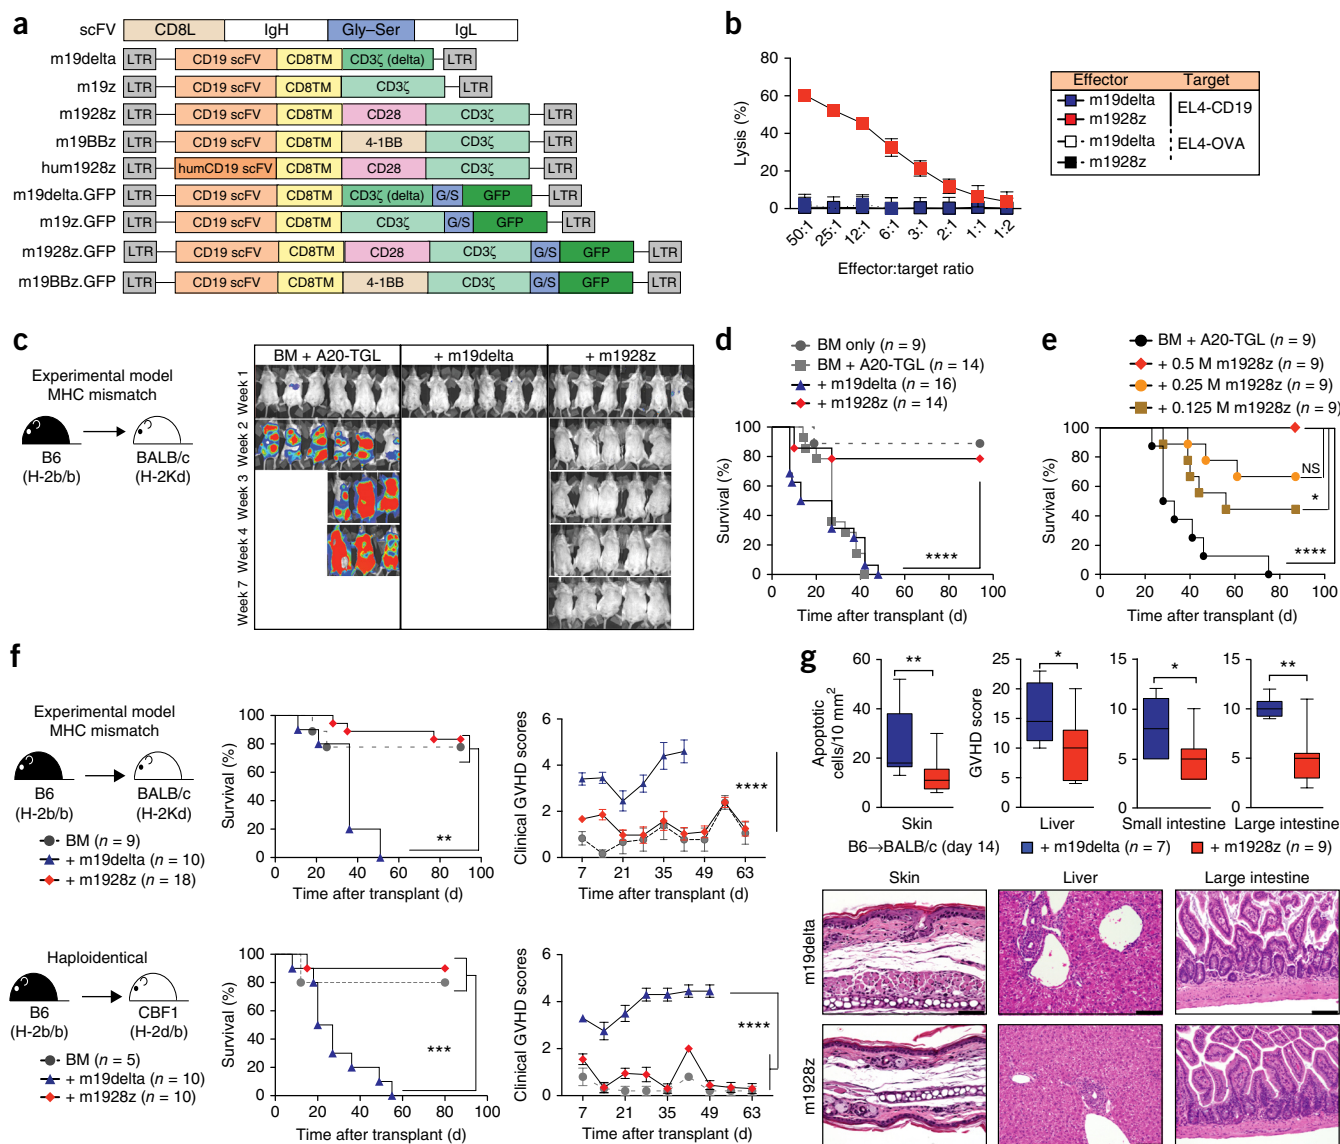 a
scFV CD8L IgH Gly–Ser IgL
m19delta LTR CD19 scFV CD8TM CD3ζ (delta) LTR
m19z LTR CD19 scFV CD8TM CD3ζ LTR
m1928z LTR CD19 scFV CD8TM CD28 CD3ζ LTR
m19BBz LTR CD19 scFV CD8TM 4-1BB CD3ζ LTR
hum1928z LTR humCD19 scFV CD8TM CD28 CD3ζ LTR
m19delta.GFP LTR CD19 scFV CD8TM CD3ζ (delta) G/S GFP LTR
m19z.GFP LTR CD19 scFV CD8TM CD3ζ G/S GFP LTR
m1928z.GFP LTR CD19 scFV CD8TM CD28 CD3ζ G/S GFP LTR
m19BBz.GFP LTR CD19 scFV CD8TM 4-1BB CD3ζ G/S GFP LTR
b
Lysis (%)
80
60
40
20
0
50:1 25:1 12:1 6:1 3:1 2:1 1:1 1:2
Effector:target ratio
Effector Target
m19delta
m1928z
EL4-CD19
m19delta
m1928z
EL4-OVA
c
Experimental model
MHC mismatch
B6
(H-2b/b)
BALB/c
(H-2Kd)
BM + A20-TGL + m19delta + m1928z
Week 1
Week 2
Week 3
Week 4
Week 7
d
BM only (n = 9)
BM + A20-TGL (n = 14)
+ m19delta (n = 16)
+ m1928z (n = 14)
Survival (%)
100
80
60
40
20
0
****
0 20 40 60 80 100
Time after transplant (d)
e
BM + A20-TGL (n = 9)
+ 0.5 M m1928z (n = 9)
+ 0.25 M m1928z (n = 9)
+ 0.125 M m1928z (n = 9)
Survival (%)
100
80
60
40
20
0
NS
*
****
0 20 40 60 80 100
Time after transplant (d)
f
Experimental model
MHC mismatch
B6
(H-2b/b)
BALB/c
(H-2Kd)
BM (n = 9)
+ m19delta (n = 10)
+ m1928z (n = 18)
Survival (%)
100
80
60
40
20
0
**
0 20 40 60 80 100
Time after transplant (d)
Clinical GVHD scores
6
4
2
0
****
7 21 35 49 63
Time after transplant (d)
Haploidentical
B6
(H-2b/b)
CBF1
(H-2d/b)
BM (n = 5)
+ m19delta (n = 10)
+ m1928z (n = 10)
Survival (%)
100
80
60
40
20
0
***
0 20 40 60 80 100
Time after transplant (d)
Clinical GVHD scores
6
4
2
0
****
7 21 35 49 63
Time after transplant (d)
g
Apoptotic
cells/10 mm2
60
40
20
0
**
Skin
GVHD score
25
20
15
10
5
0
*
Liver
15
10
5
0
*
Small intestine
15
10
5
0
**
Large intestine
B6→BALB/c (day 14) + m19delta (n = 7) + m1928z (n = 9)
Skin Liver Large intestine
m19delta
m1928z